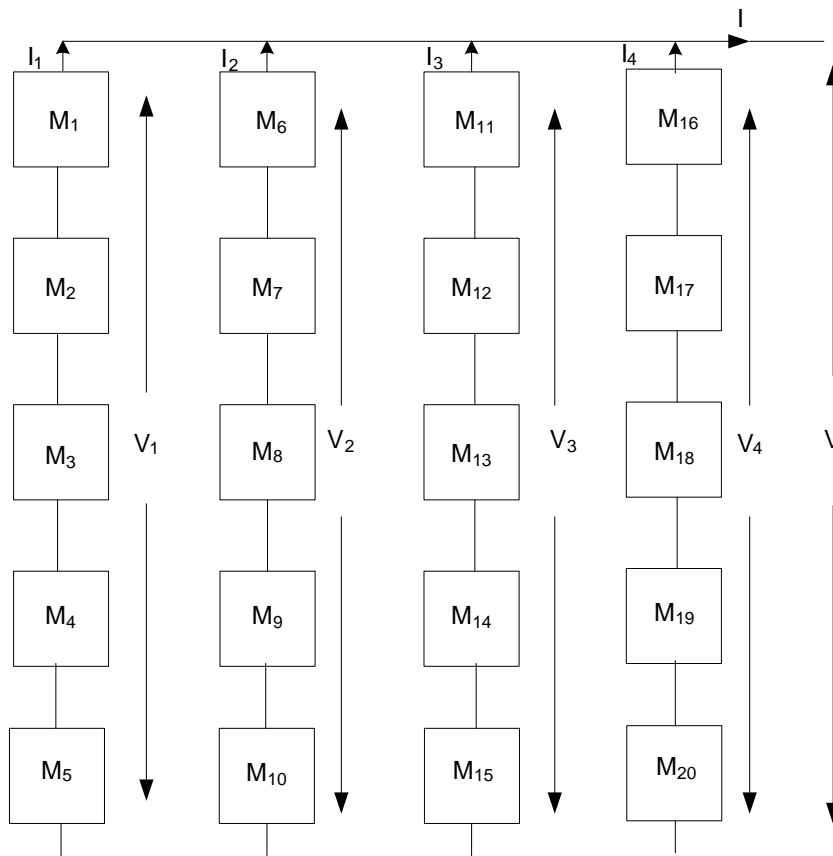 I
I₁ I₂ I₃ I₄
M₁ M₆ M₁₁ M₁₆
M₂ M₇ M₁₂ M₁₇
M₃ V₁ M₈ V₂ M₁₃ V₃ M₁₈ V₄ V
M₄ M₉ M₁₄ M₁₉
M₅ M₁₀ M₁₅ M₂₀